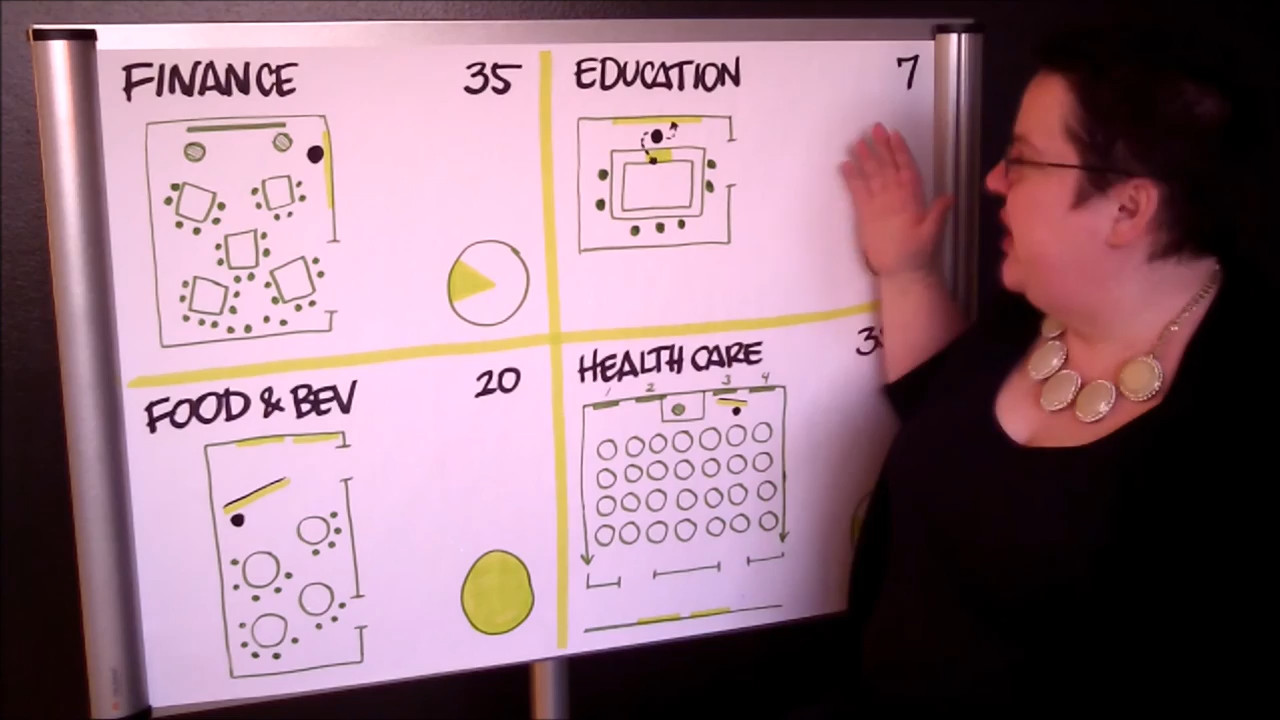 FINANCE 35
EDUCATION 7
FOOD & BEV 20
HEALTH CARE
1 2 3 4